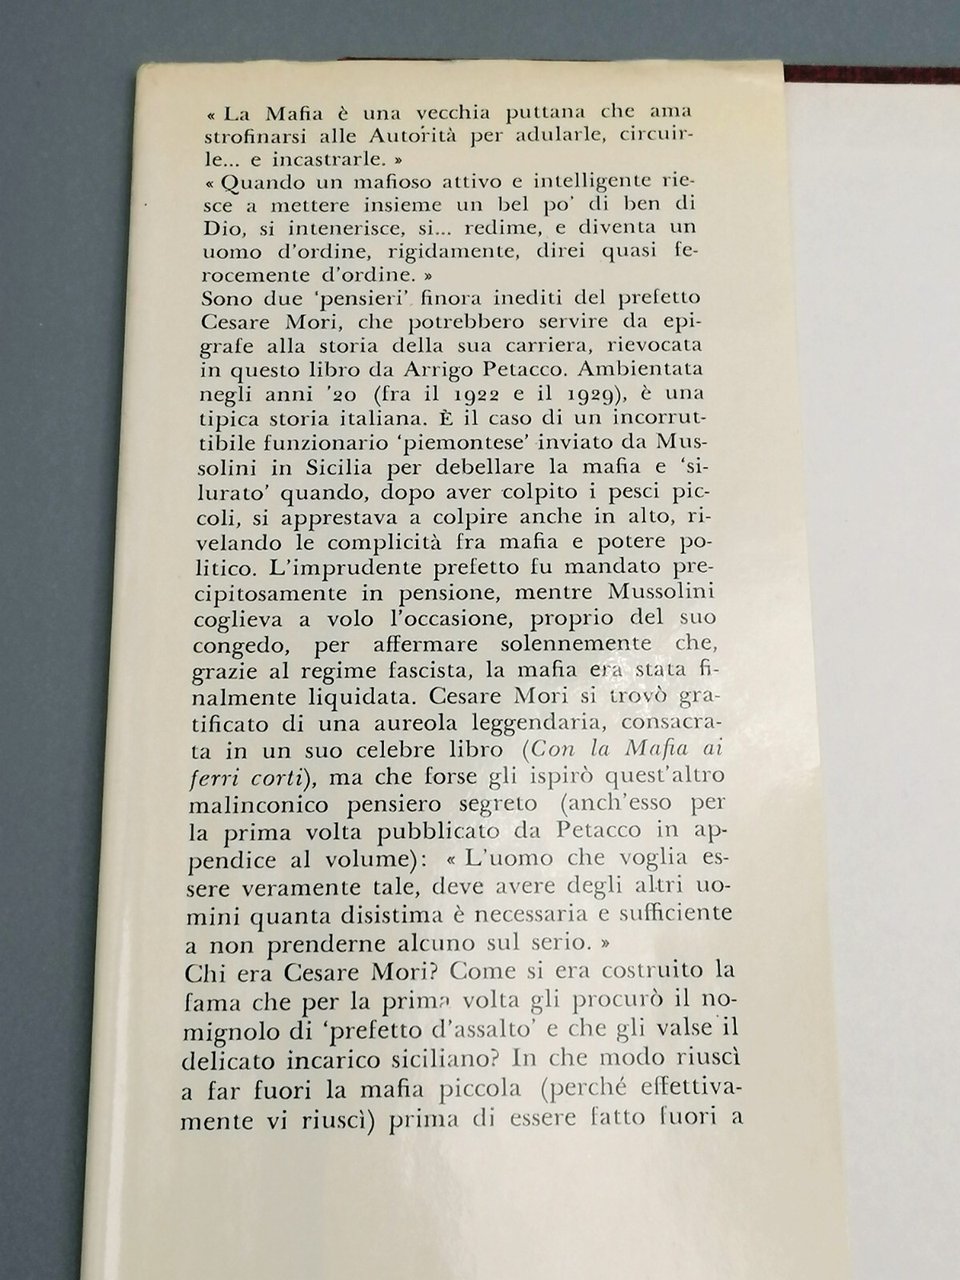 « La Mafia è una vecchia puttana che ama
strofinarsi alle Autorità per adularle, circuir-
le... e incastrarle. »
« Quando un mafioso attivo e intelligente rie-
sce a mettere insieme un bel po' di ben di
Dio, si intenerisce, si... redime, e diventa un
uomo d'ordine, rigidamente, direi quasi fe-
rocemente d'ordine. »
Sono due 'pensieri' finora inediti del prefetto
Cesare Mori, che potrebbero servire da epi-
grafe alla storia della sua carriera, rievocata
in questo libro da Arrigo Petacco. Ambientata
negli anni '20 (fra il 1922 e il 1929), è una
tipica storia italiana. È il caso di un incorrut-
tibile funzionario 'piemontese' inviato da Mus-
solini in Sicilia per debellare la mafia e 'si-
lurato' quando, dopo aver colpito i pesci pic-
coli, si apprestava a colpire anche in alto, ri-
velando le complicità fra mafia e potere po-
litico. L'imprudente prefetto fu mandato pre-
cipitosamente in pensione, mentre Mussolini
coglieva a volo l'occasione, proprio del suo
congedo, per affermare solennemente che,
grazie al regime fascista, la mafia era stata fi-
nalmente liquidata. Cesare Mori si trovò gra-
tificato di una aureola leggendaria, consacra-
ta in un suo celebre libro (Con la Mafia ai
ferri corti), ma che forse gli ispirò quest'altro
malinconico pensiero segreto (anch'esso per
la prima volta pubblicato da Petacco in ap-
pendice al volume): « L'uomo che voglia es-
sere veramente tale, deve avere degli altri uo-
mini quanta disistima è necessaria e sufficiente
a non prenderne alcuno sul serio. »
Chi era Cesare Mori? Come si era costruito la
fama che per la prima volta gli procurò il no-
mignolo di 'prefetto d'assalto' e che gli valse il
delicato incarico siciliano? In che modo riuscì
a far fuori la mafia piccola (perché effettiva-
mente vi riuscì) prima di essere fatto fuori a